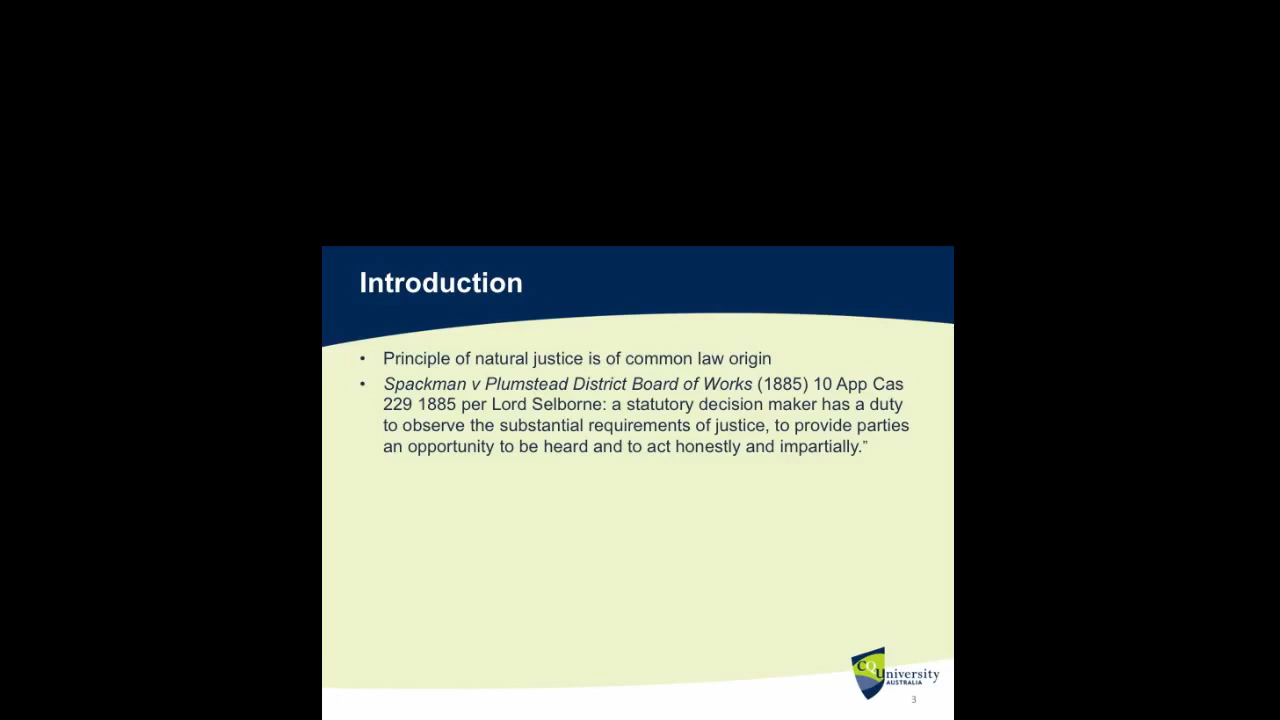 Introduction
• Principle of natural justice is of common law origin
• Spackman v Plumstead District Board of Works (1885) 10 App Cas
229 1885 per Lord Selborne: a statutory decision maker has a duty
to observe the substantial requirements of justice, to provide parties
an opportunity to be heard and to act honestly and impartially.”
CQUniversity
AUSTRALIA
3